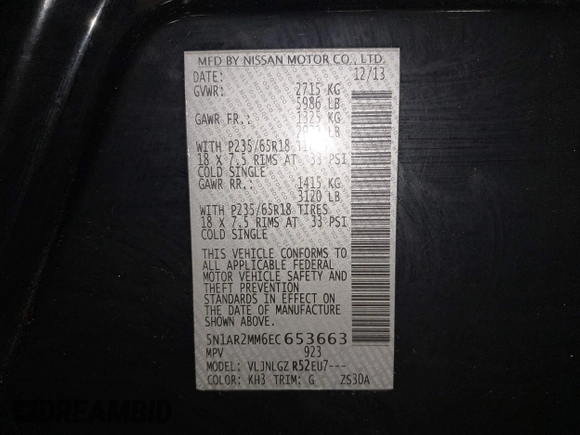 MFD BY NISSAN MOTOR CO., LTD.
DATE: 12/13
GVWR: 2715 KG
5986 LB
GAWR FR.: 1325 KG
LB
WITH P235/65R18
18 X 7.5 RIMS AT 33 PSI
COLD SINGLE
GAWR RR.: 1415 KG
3120 LB
WITH P235/65R18 TIRES
18 X 7.5 RIMS AT 33 PSI
COLD SINGLE
THIS VEHICLE CONFORMS TO
ALL APPLICABLE FEDERAL
MOTOR VEHICLE SAFETY AND
THEFT PREVENTION
STANDARDS IN EFFECT ON
THE DATE OF MANUFACTURE
SHOWN ABOVE.
5N1AR2MM6EC653663
MPV 923
MODEL: VLJNLGZ R52EU7---
COLOR: KH3 TRIM: G ZS30A
DREAMBID